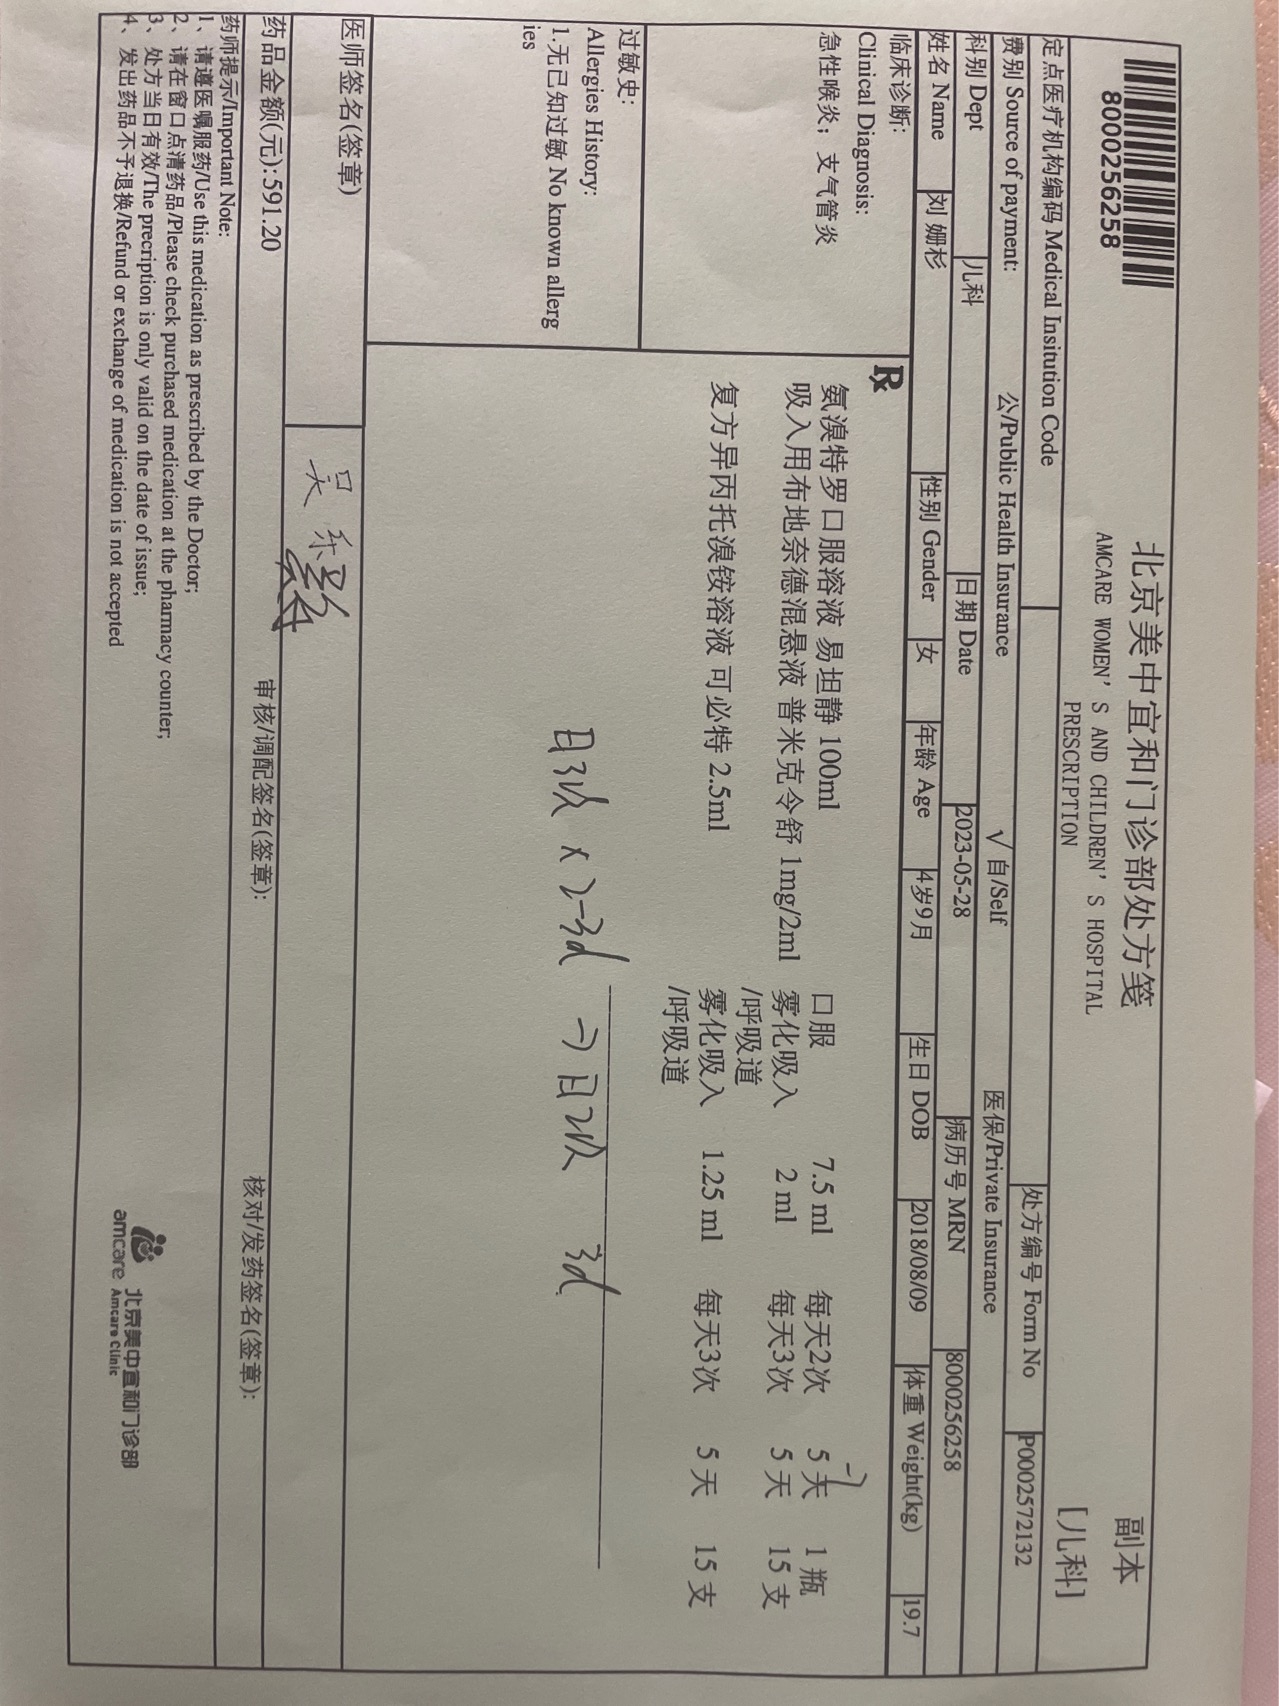 8000256258
北京美中宜和门诊部处方笺
AMCARE WOMEN'S AND CHILDREN'S HOSPITAL
PRESCRIPTION
副本
[儿科]
定点医疗机构编码 Medical Insitution Code
处方编号 Form No P0002572132
费别 Source of payment: 公/Public Health Insurance √ 自/Self 医保/Private Insurance
科别 Dept 儿科 日期 Date 2023-05-28 病历号 MRN 8000256258
姓名 Name 刘姗杉 性别 Gender 女 年龄 Age 4岁9月 生日 DOB 2018/08/09 体重 Weight(kg) 19.7
临床诊断:
Clinical Diagnosis:
急性喉炎; 支气管炎
过敏史:
Allergies History:
1.无已知过敏 No known allerg
ies
Rx
氨溴特罗口服溶液 易坦静 100ml 口服 7.5 ml 每天2次 5 天 1 瓶
吸入用布地奈德混悬液 普米克令舒 1mg/2ml 雾化吸入 2 ml 每天3次 5 天 15 支
/呼吸道
复方异丙托溴铵溶液 可必特 2.5ml 雾化吸入 1.25 ml 每天3次 5 天 15 支
/呼吸道
日3次 × 2-3d → 日2次 3d
医师签名(签章)
药品金额(元):591.20 审核/调配签名(签章): 核对/发药签名(签章):
药师提示/Important Note:
1、请遵医嘱服药/Use this medication as prescribed by the Doctor;
2、请在窗口点清药品/Please check purchased medication at the pharmacy counter;
3、处方当日有效/The precription is only valid on the date of issue;
4、发出药品不予退换/Refund or exchange of medication is not accepted
amcare 北京美中宜和门诊部
Amcare Clinic